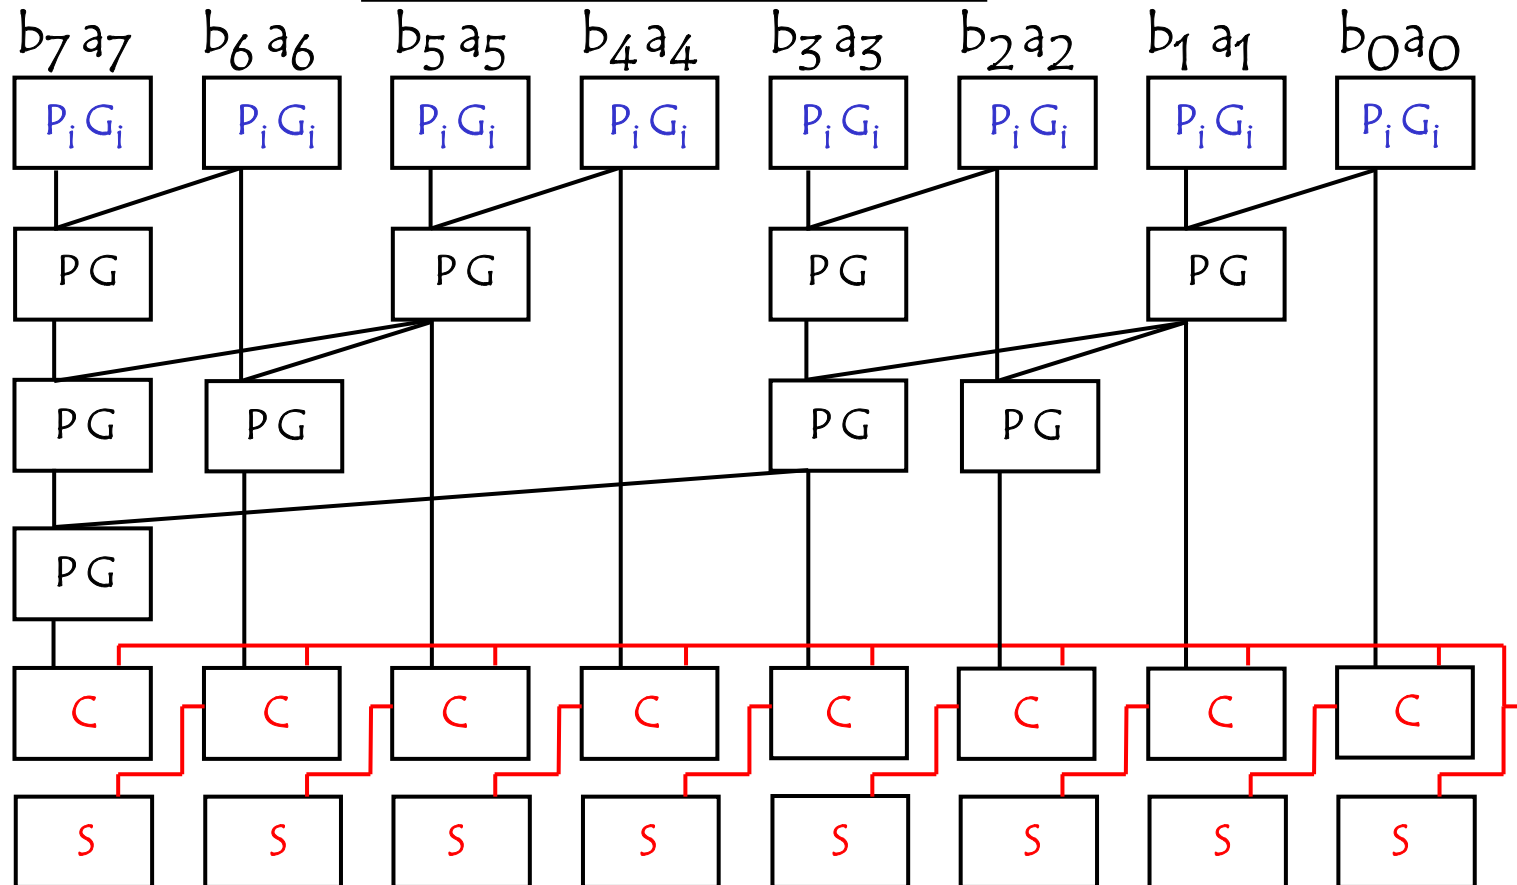 b7 a7 b6 a6 b5 a5 b4 a4 b3 a3 b2 a2 b1 a1 b0 a0
Pi Gi Pi Gi Pi Gi Pi Gi Pi Gi Pi Gi Pi Gi Pi Gi
P G P G P G P G
P G P G P G P G
P G
C C C C C C C C
S S S S S S S S